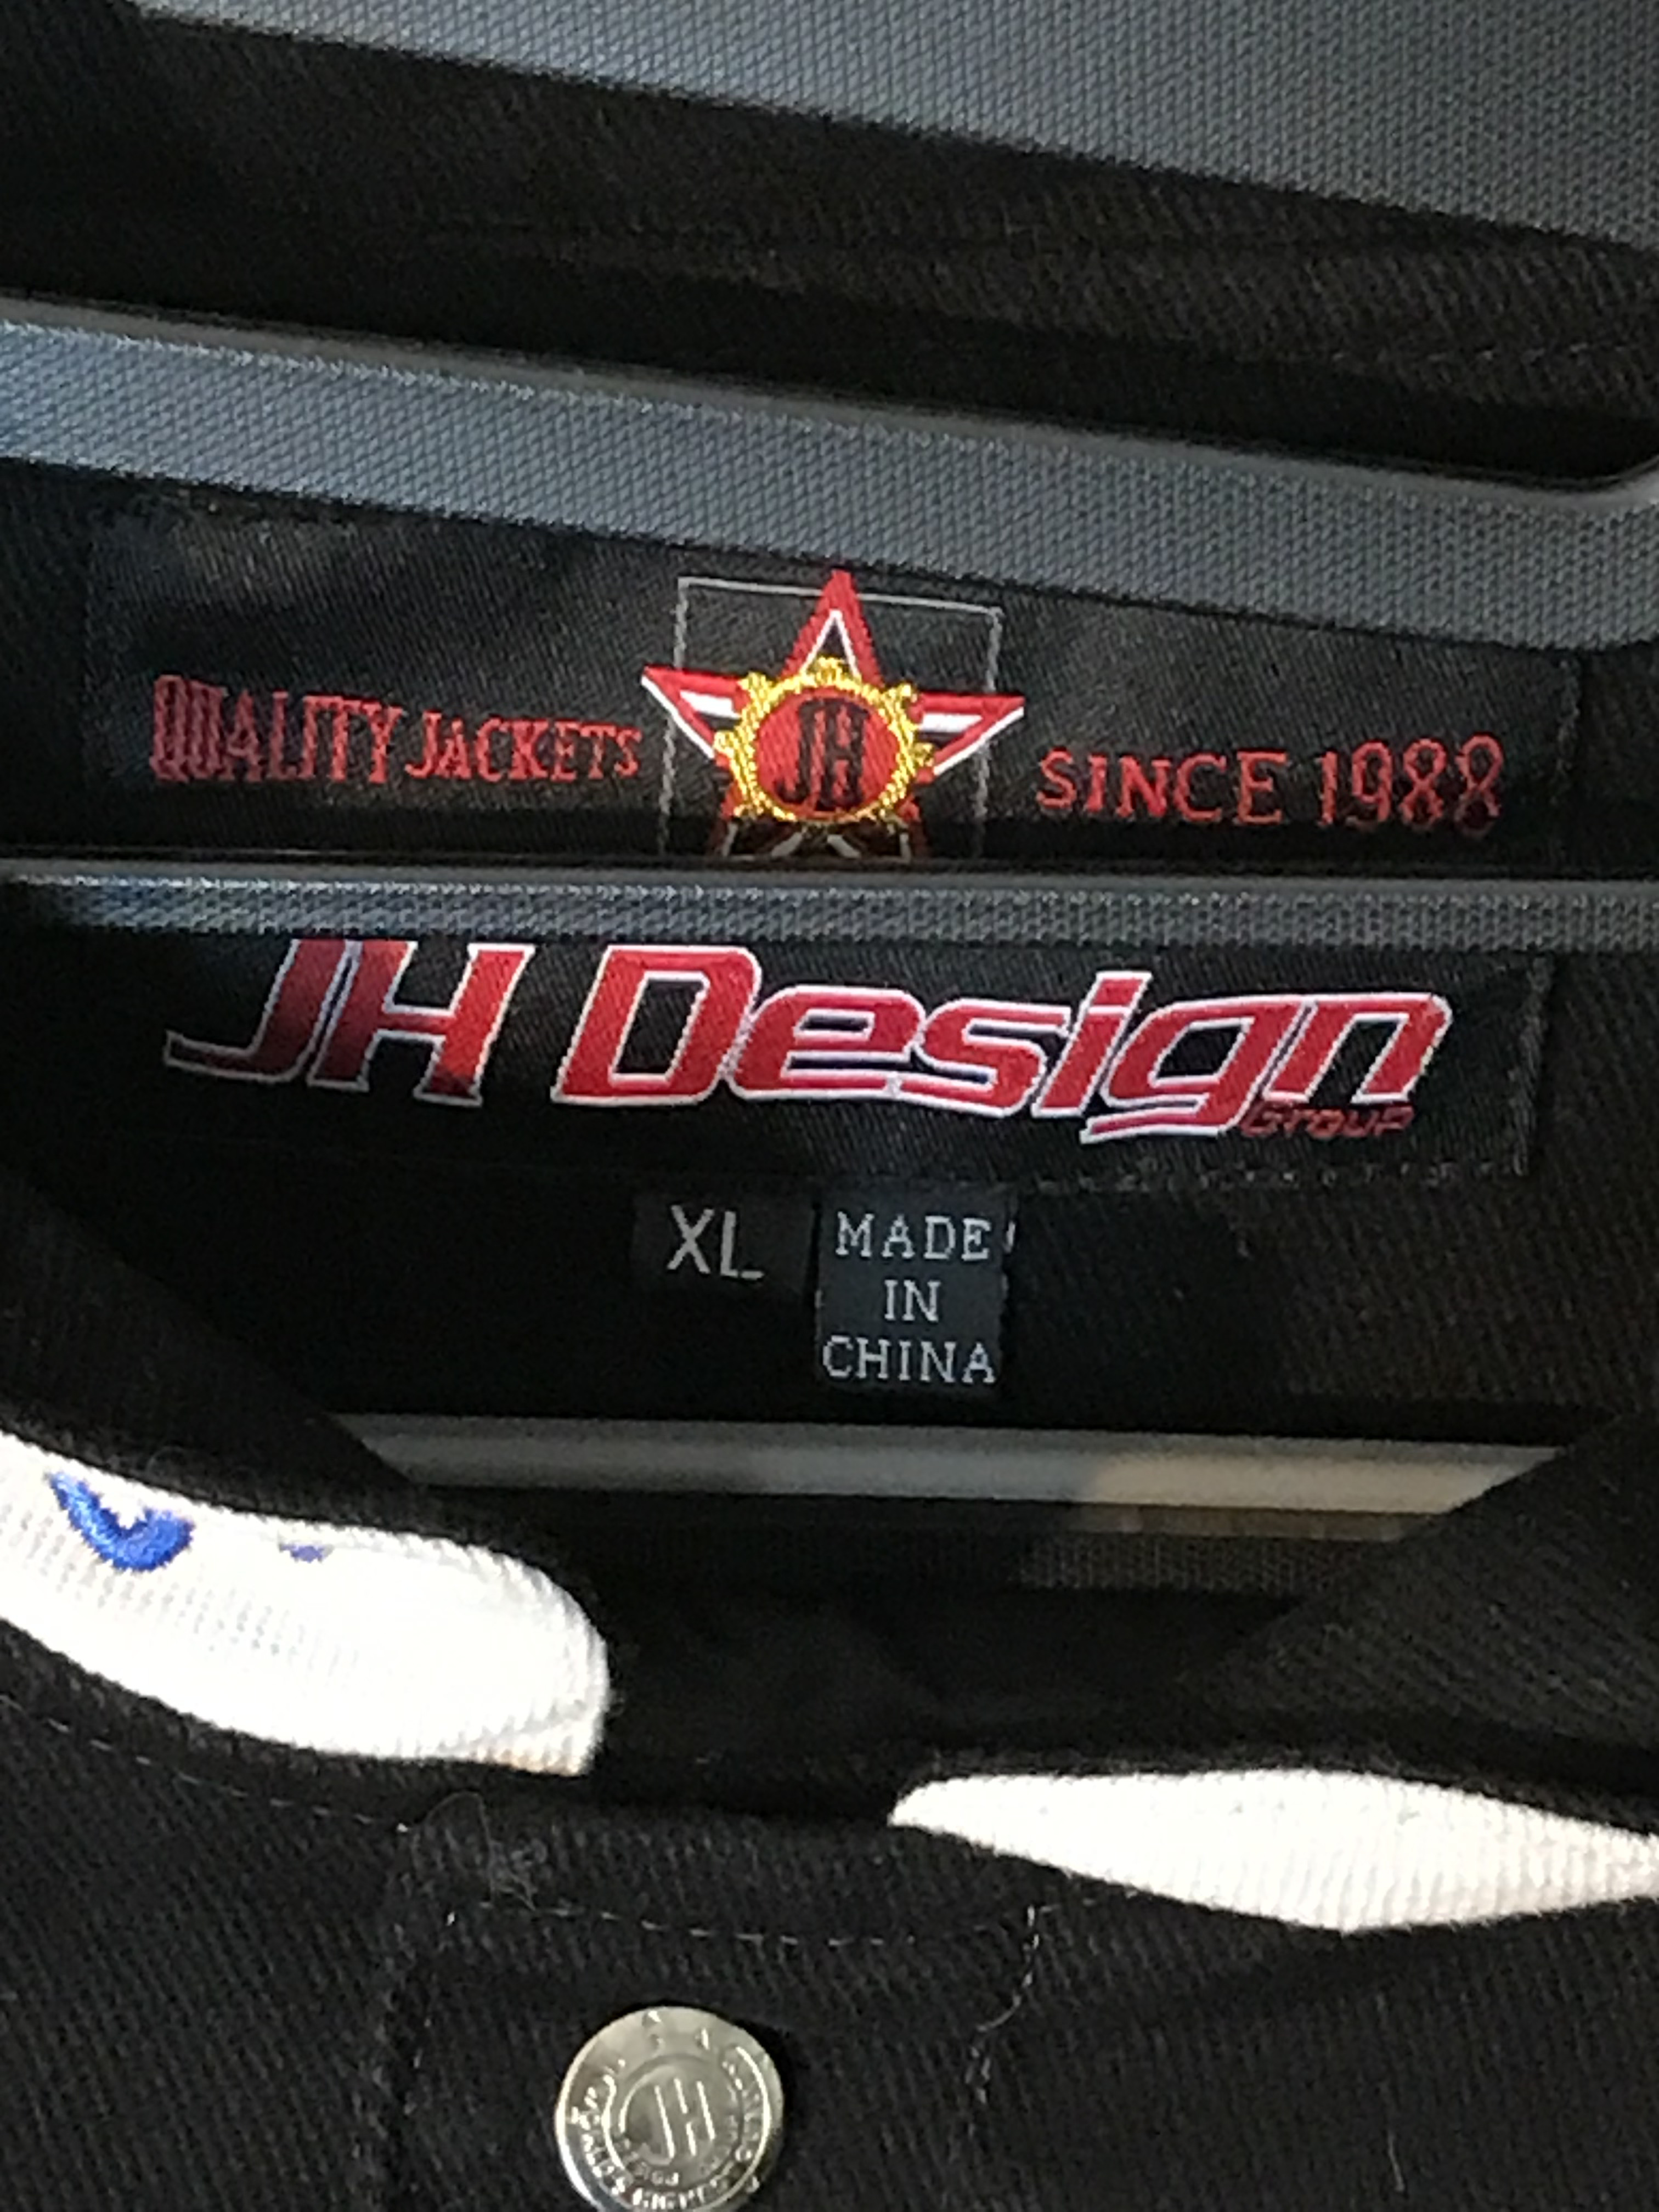 QUALITY JACKETS JH SINCE 1988
JH Design
GROUP
XL
MADE
IN
CHINA
JH